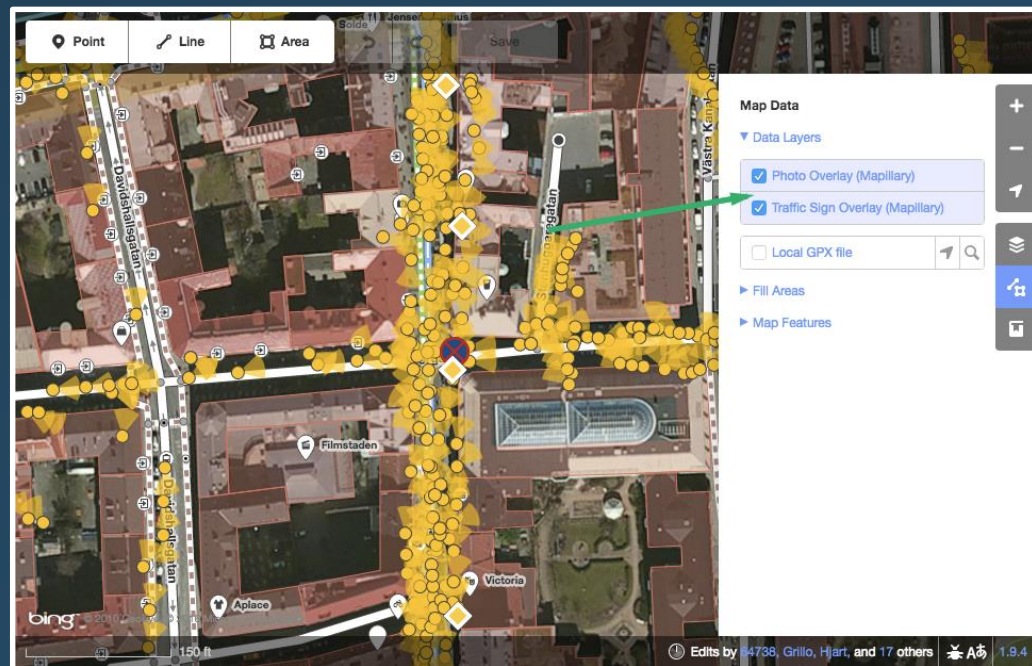 Point
Line
Area
Save
Map Data
Data Layers
Photo Overlay (Mapillary)
Traffic Sign Overlay (Mapillary)
Local GPX file
Fill Areas
Map Features
Davidshallsgatan
Filmstaden
Davidshallsgatan
Victoria
Aplace
bing
150 ft
Edits by 64738, Grillo, Hjart, and 17 others
1.9.4